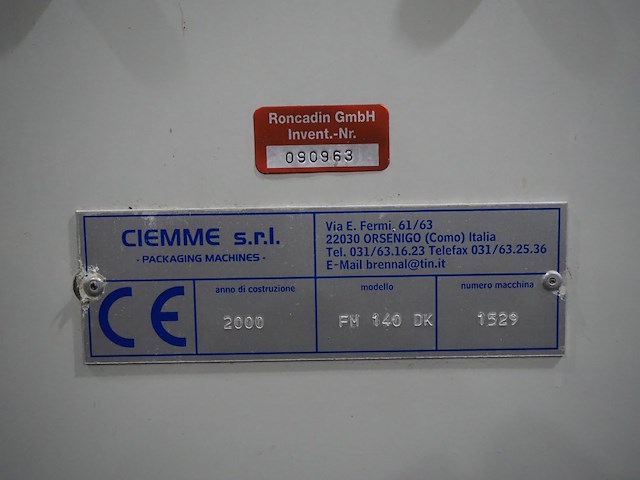 Roncadin GmbH
Invent.-Nr.
090963
CIEMME s.r.l.
- PACKAGING MACHINES -
Via E. Fermi, 61/63
22030 ORSENIGO (Como) Italia
Tel. 031/63.16.23 Telefax 031/63.25.36
E-Mail brennal@tin.it
CE
anno di costruzione
2000
modello
FM 140 DK
numero macchina
1529